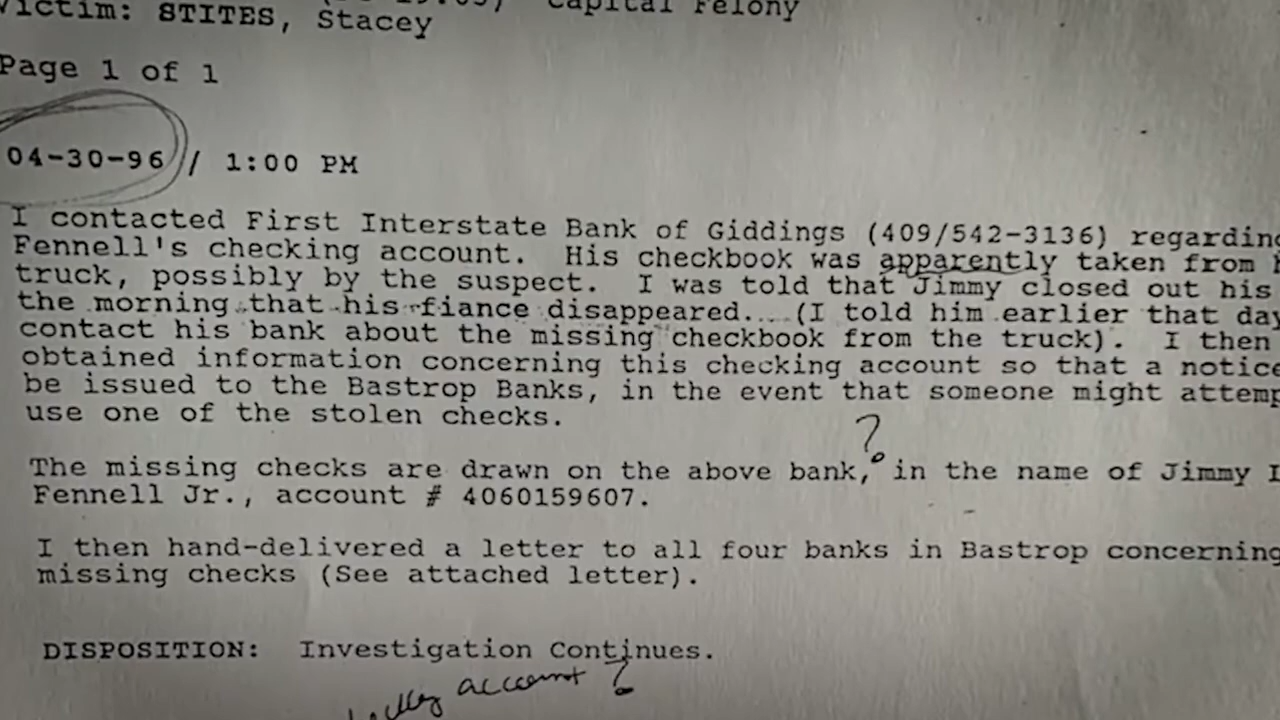 Victim: STITES, Stacey
Capital Felony
Page 1 of 1
04-30-96 / 1:00 PM
I contacted First Interstate Bank of Giddings (409/542-3136) regarding
Fennell's checking account. His checkbook was apparently taken from
truck, possibly by the suspect. I was told that Jimmy closed out his
the morning that his fiance disappeared... (I told him earlier that day
contact his bank about the missing checkbook from the truck). I then
obtained information concerning this checking account so that a notice
be issued to the Bastrop Banks, in the event that someone might
use one of the stolen checks.
?
The missing checks are drawn on the above bank, in the name of Jimmy
Fennell Jr., account # 4060159607.
I then hand-delivered a letter to all four banks in Bastrop concerning
missing checks (See attached letter).
DISPOSITION: Investigation Continues.
account ?